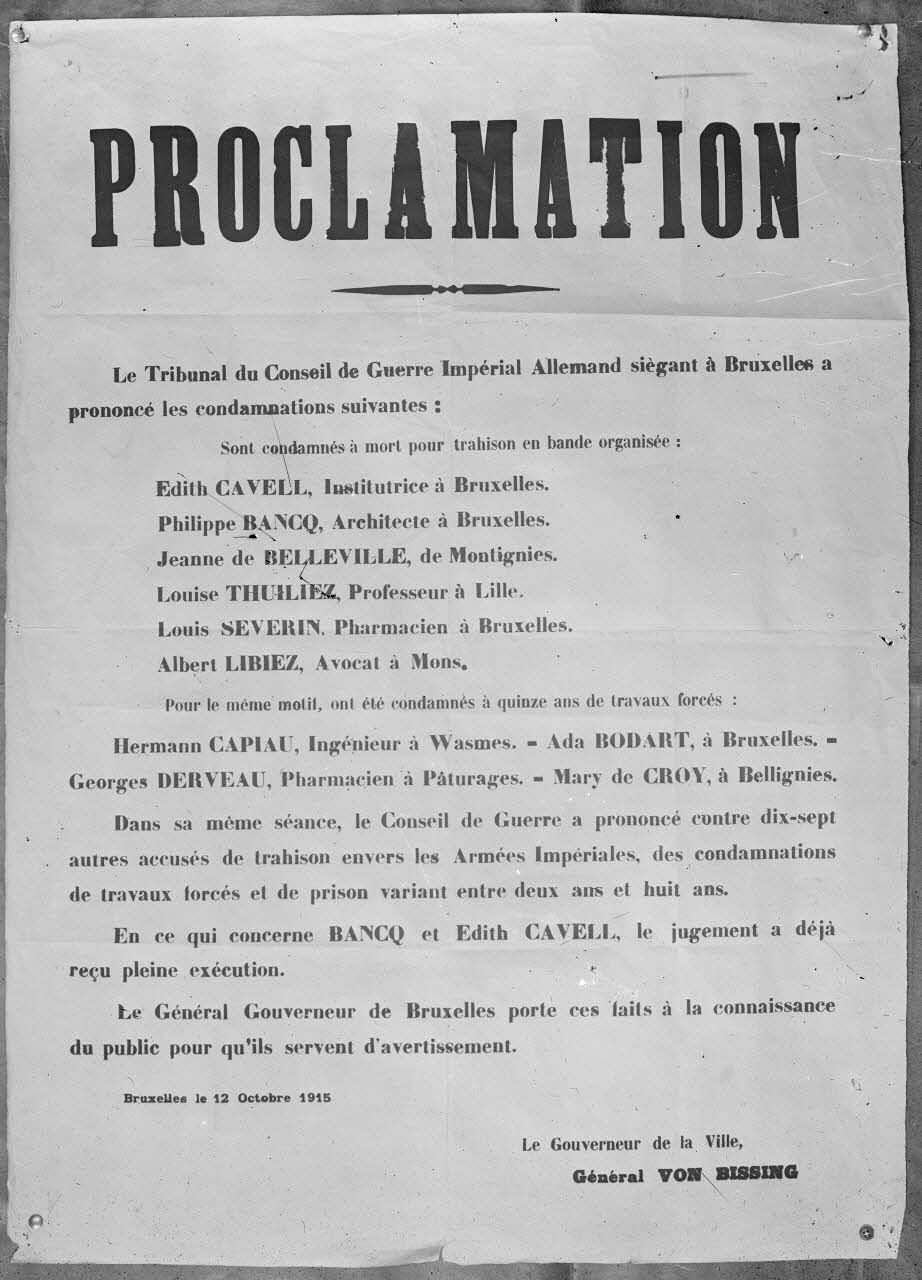 PROCLAMATION
Le Tribunal du Conseil de Guerre Impérial Allemand siègant à Bruxelles a
prononcé les condamnations suivantes :
Sont condamnés à mort pour trahison en bande organisée :
Edith CAVELL, Institutrice à Bruxelles.
Philippe BANCQ, Architecte à Bruxelles.
Jeanne de BELLEVILLE, de Montignies.
Louise THUILIEZ, Professeur à Lille.
Louis SEVERIN, Pharmacien à Bruxelles.
Albert LIBIEZ, Avocat à Mons.
Pour le même motif, ont été condamnés à quinze ans de travaux forcés :
Hermann CAPIAU, Ingénieur à Wasmes. - Ada BODART, à Bruxelles. -
Georges DERVEAU, Pharmacien à Pâturages. - Mary de CROY, à Bellignies.
Dans sa même séance, le Conseil de Guerre a prononcé contre dix-sept
autres accusés de trahison envers les Armées Impériales, des condamnations
de travaux forcés et de prison variant entre deux ans et huit ans.
En ce qui concerne BANCQ et Edith CAVELL, le jugement a déjà
reçu pleine exécution.
Le Général Gouverneur de Bruxelles porte ces faits à la connaissance
du public pour qu'ils servent d'avertissement.
Bruxelles le 12 Octobre 1915
Le Gouverneur de la Ville,
Général VON BISSING